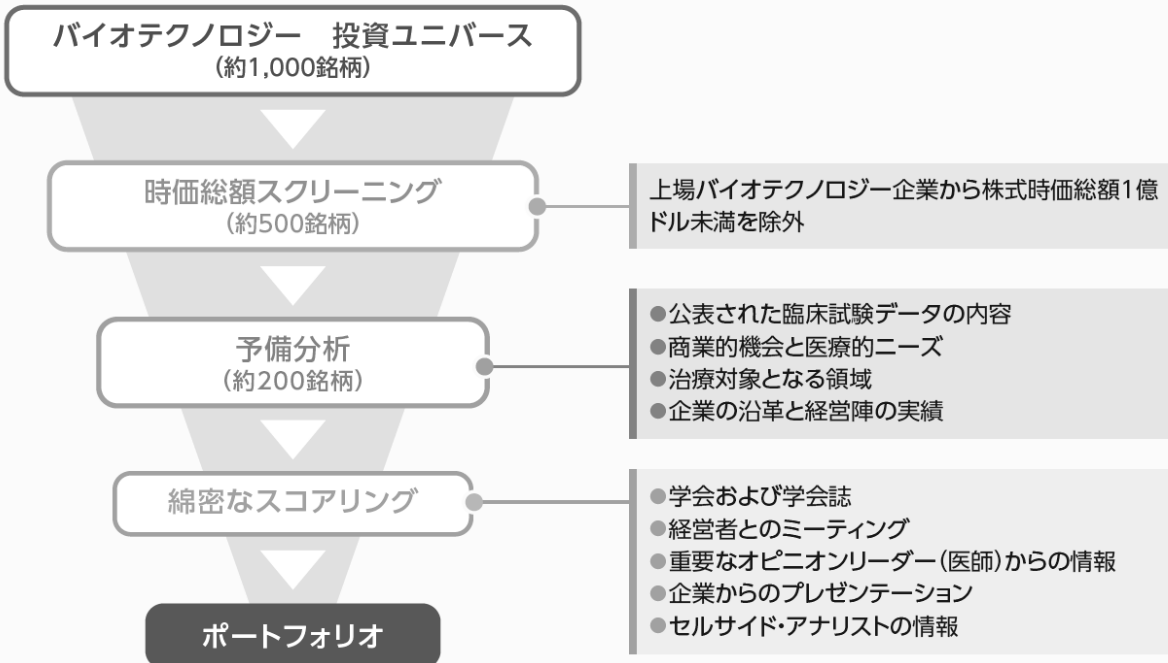 バイオテクノロジー　投資ユニバース
（約1,000銘柄）
時価総額スクリーニング
（約500銘柄）
上場バイオテクノロジー企業から株式時価総額1億
ドル未満を除外
予備分析
（約200銘柄）
●公表された臨床試験データの内容
●商業的機会と医療的ニーズ
●治療対象となる領域
●企業の沿革と経営陣の実績
綿密なスコアリング
●学会および学会誌
●経営者とのミーティング
●重要なオピニオンリーダー（医師）からの情報
●企業からのプレゼンテーション
●セルサイド・アナリストの情報
ポートフォリオ